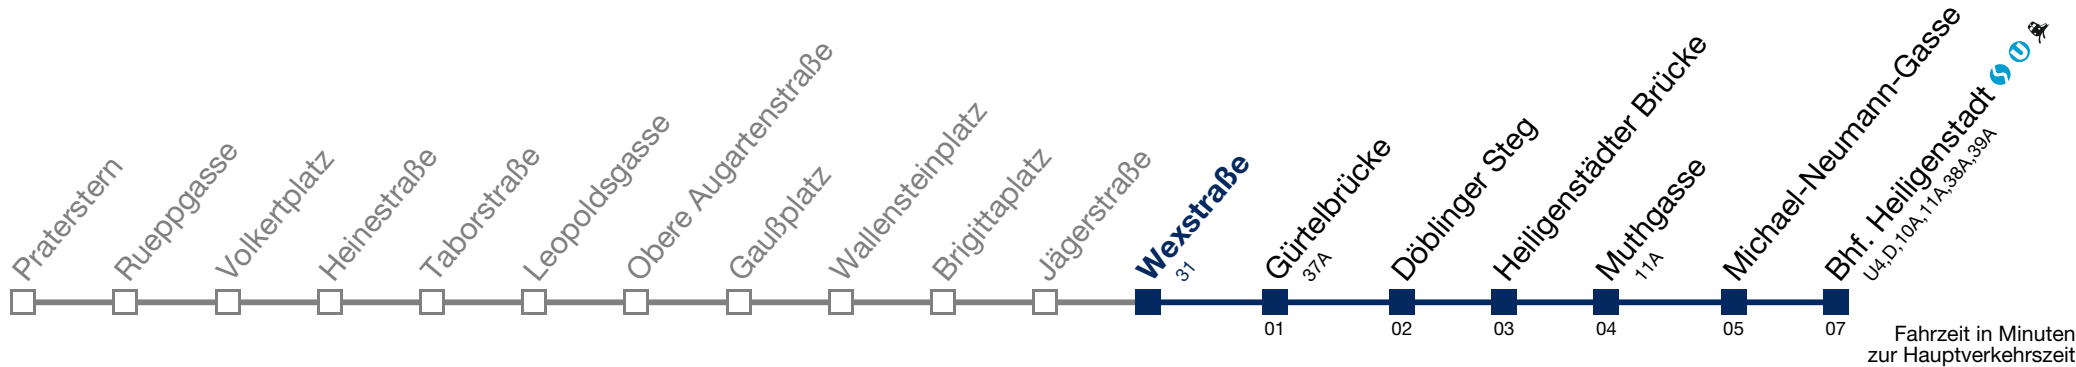 Praterstern
Rueppgasse
Volkertplatz
Heinestraße
Taborstraße
Leopoldsgasse
Obere Augartenstraße
Gaußplatz
Wallensteinplatz
Brigittaplatz
Jägerstraße
Wexstraße
31
Gürtelbrücke
37A
Döblinger Steg
Heiligenstädter Brücke
Muthgasse
11A
Michael-Neumann-Gasse
Bhf. Heiligenstadt S U
U4,D,10A,11A,38A,39A
01
02
03
04
05
07
Fahrzeit in Minuten
zur Hauptverkehrszeit